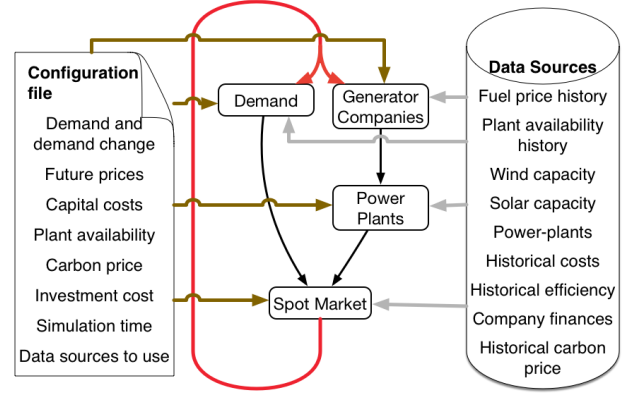 Configuration
file
Demand and
demand change
Future prices
Capital costs
Plant availability
Carbon price
Investment cost
Simulation time
Data sources to use
Demand
Generator
Companies
Power
Plants
Spot Market
Data Sources
Fuel price history
Plant availability
history
Wind capacity
Solar capacity
Power-plants
Historical costs
Historical efficiency
Company finances
Historical carbon
price